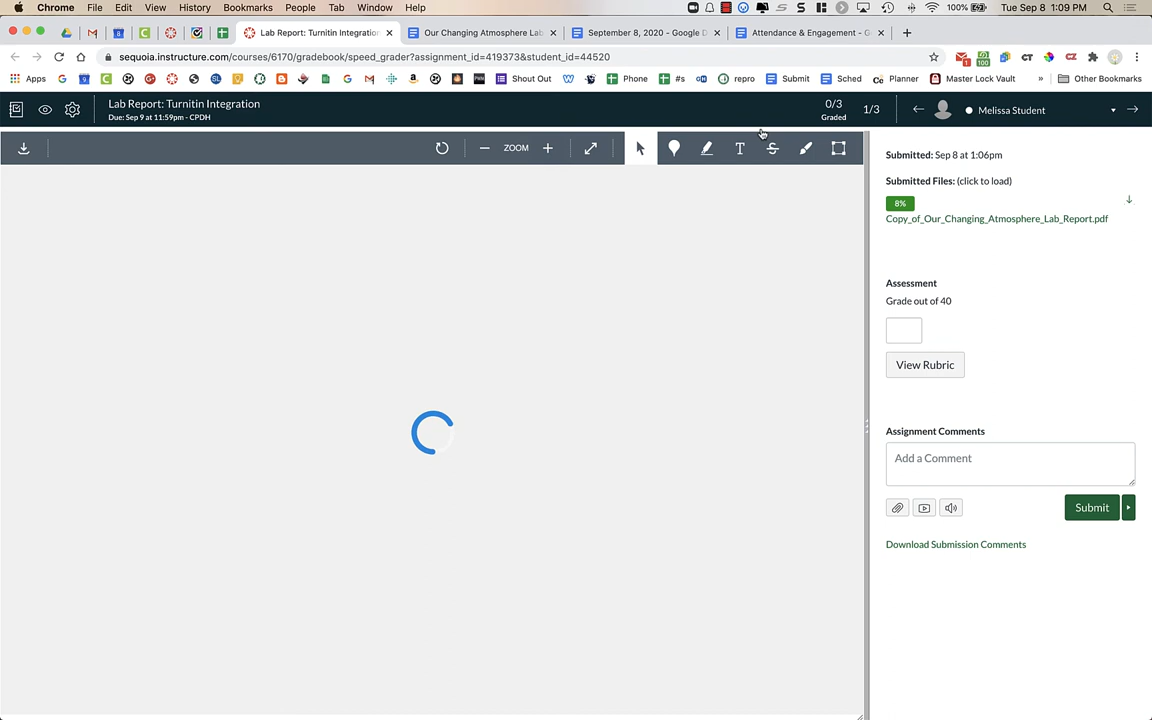 Chrome File Edit View History Bookmarks People Tab Window Help 100% Tue Sep 8 1:09 PM
Lab Report: Turnitin Integration Our Changing Atmosphere Lab September 8, 2020 - Google D Attendance & Engagement - G
sequoia.instructure.com/courses/6170/gradebook/speed_grader?assignment_id=419373&student_id=44520
Apps Shout Out Phone #s repro Submit Sched Planner Master Lock Vault » Other Bookmarks
Lab Report: Turnitin Integration
Due: Sep 9 at 11:59pm - CPDH
0/3
Graded
1/3
Melissa Student
ZOOM
Submitted: Sep 8 at 1:06pm
Submitted Files: (click to load)
8%
Copy_of_Our_Changing_Atmosphere_Lab_Report.pdf
Assessment
Grade out of 40
View Rubric
Assignment Comments
Add a Comment
Submit
Download Submission Comments